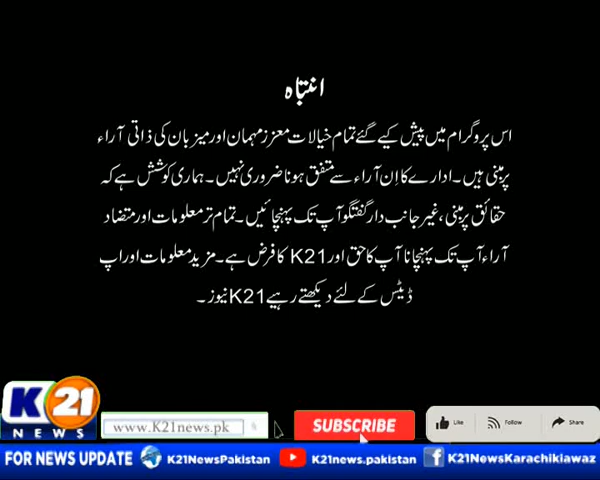 انتباہ
اس پروگرام میں پیش کیے گئے تمام خیالات معزز مہمان اور میزبان کی ذاتی آراء
پر مبنی ہیں۔ ادارے کا اِن آراء سے متفق ہونا ضروری نہیں۔ ہماری کوشش ہے کہ
حقائق پر مبنی، غیر جانب دار گفتگو آپ تک پہنچائیں۔ تمام تر معلومات اور متضاد
آراء آپ تک پہنچانا آپ کا حق اور K21 کا فرض ہے۔ مزید معلومات اور اپ
ڈیٹس کے لئے دیکھتے رہیے K21 نیوز۔
K21
NEWS
www.K21news.pk
SUBSCRIBE
Like
Follow
Share
FOR NEWS UPDATE
K21NewsPakistan
K21news.pakistan
K21NewsKarachikiawaz